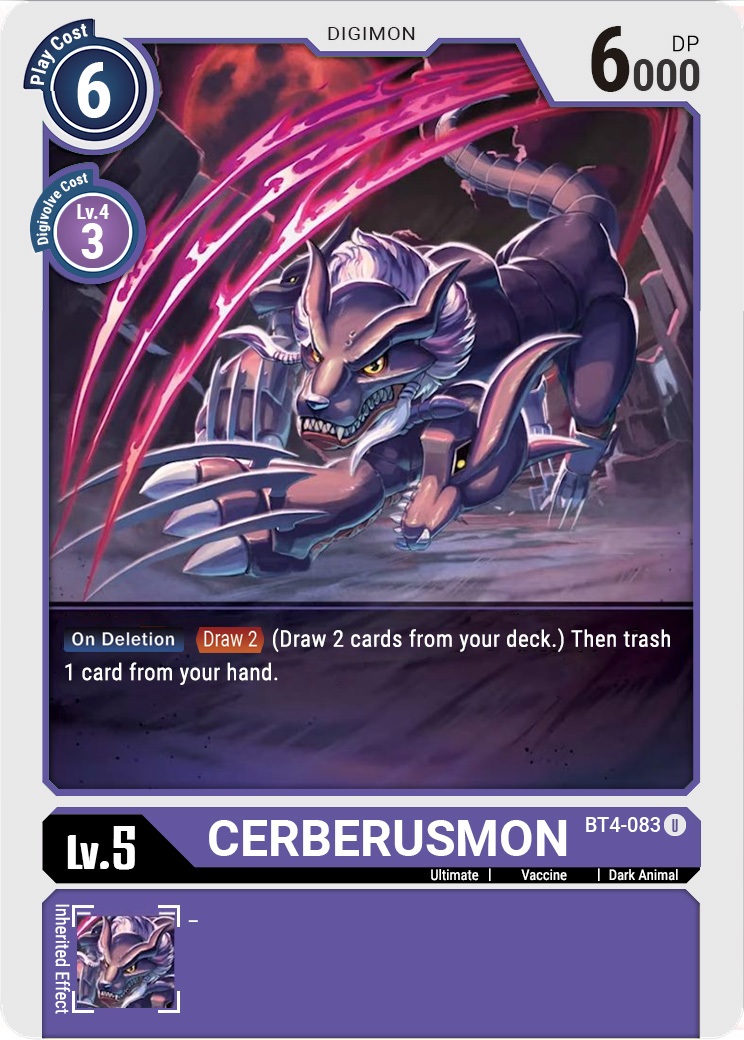 Play Cost
6
DIGIMON
DP
6000
Digivolve Cost
Lv.4
3
On Deletion Draw 2 (Draw 2 cards from your deck.) Then trash
1 card from your hand.
Lv.5
CERBERUSMON
BT4-083 U
Ultimate | Vaccine | Dark Animal
Inherited Effect
–